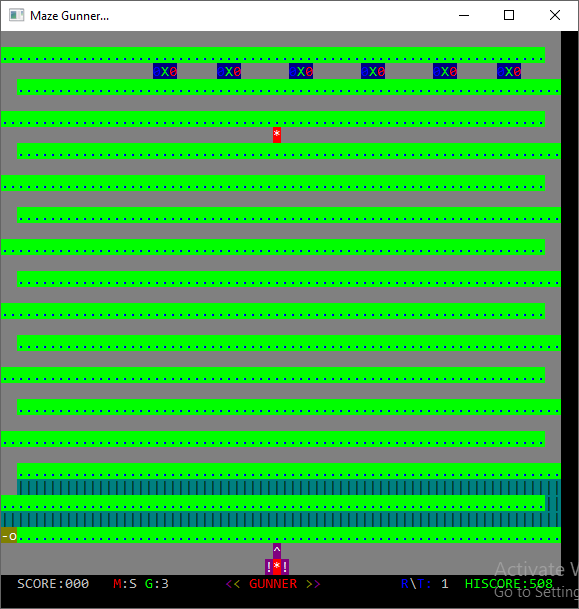 Maze Gunner...
X0 X0 X0 X0 X0 X0
*
-o
^
!*!
SCORE:000 M:S G:3 << GUNNER >> R\T: 1 HISCORE:508
Activate
Go to Setting